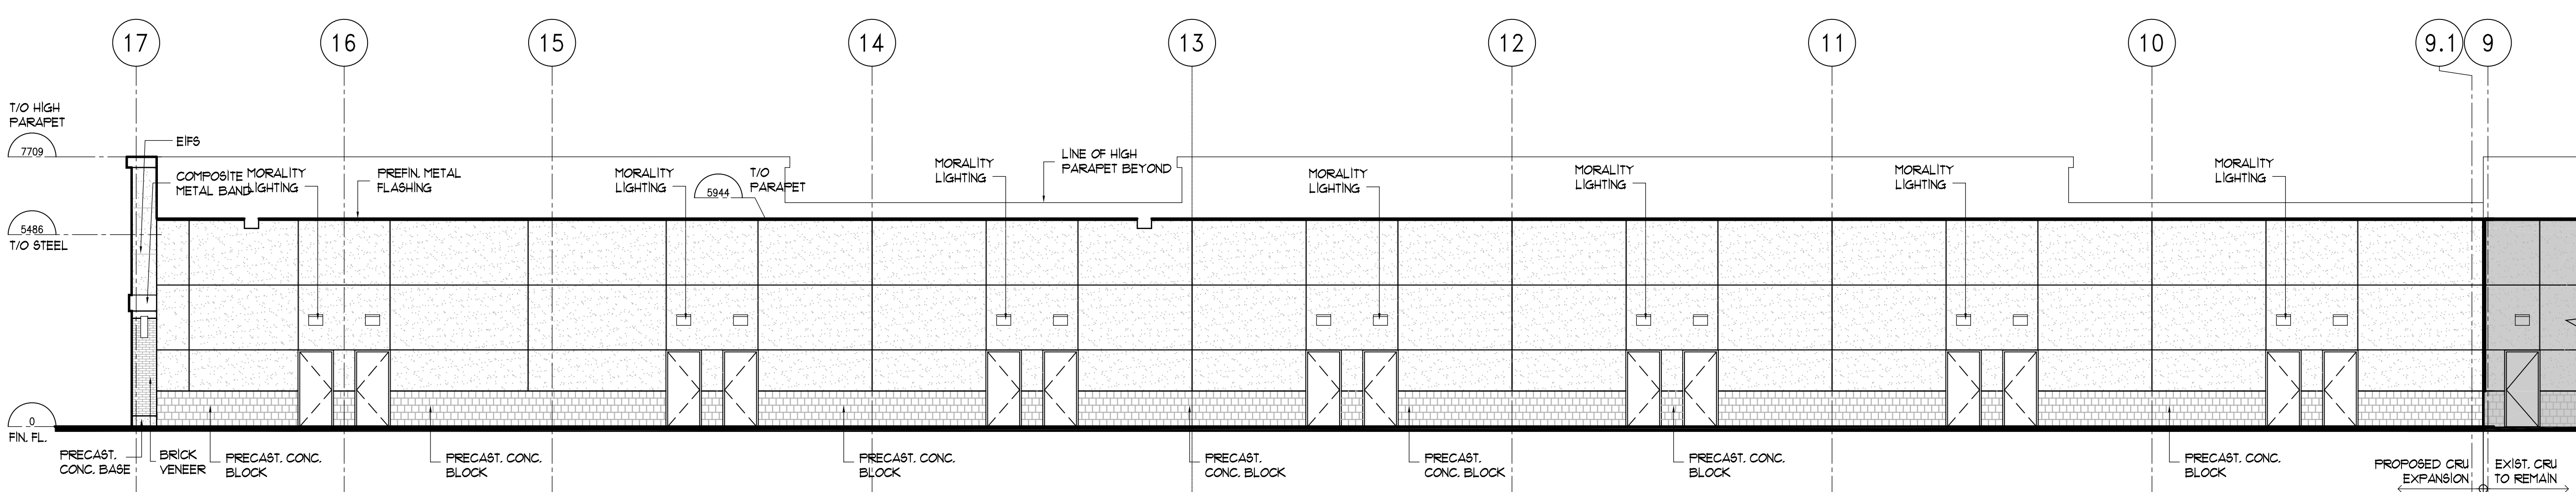 17
16
15
14
13
12
11
10
9.1
9
T/O HIGH
PARAPET
7709
EIFS
COMPOSITE
METAL BAND
MORALITY
LIGHTING
PREFIN. METAL
FLASHING
MORALITY
LIGHTING
5944
T/O
PARAPET
MORALITY
LIGHTING
LINE OF HIGH
PARAPET BEYOND
MORALITY
LIGHTING
MORALITY
LIGHTING
MORALITY
LIGHTING
MORALITY
LIGHTING
5486
T/O STEEL
0
FIN. FL.
PRECAST.
CONC. BASE
BRICK
VENEER
PRECAST. CONC.
BLOCK
PRECAST. CONC.
BLOCK
PRECAST. CONC.
BLOCK
PRECAST.
CONC. BLOCK
PRECAST.
CONC. BLOCK
PRECAST. CONC.
BLOCK
PRECAST. CONC.
BLOCK
PROPOSED CRU
EXPANSION
EXIST. CRU
TO REMAIN